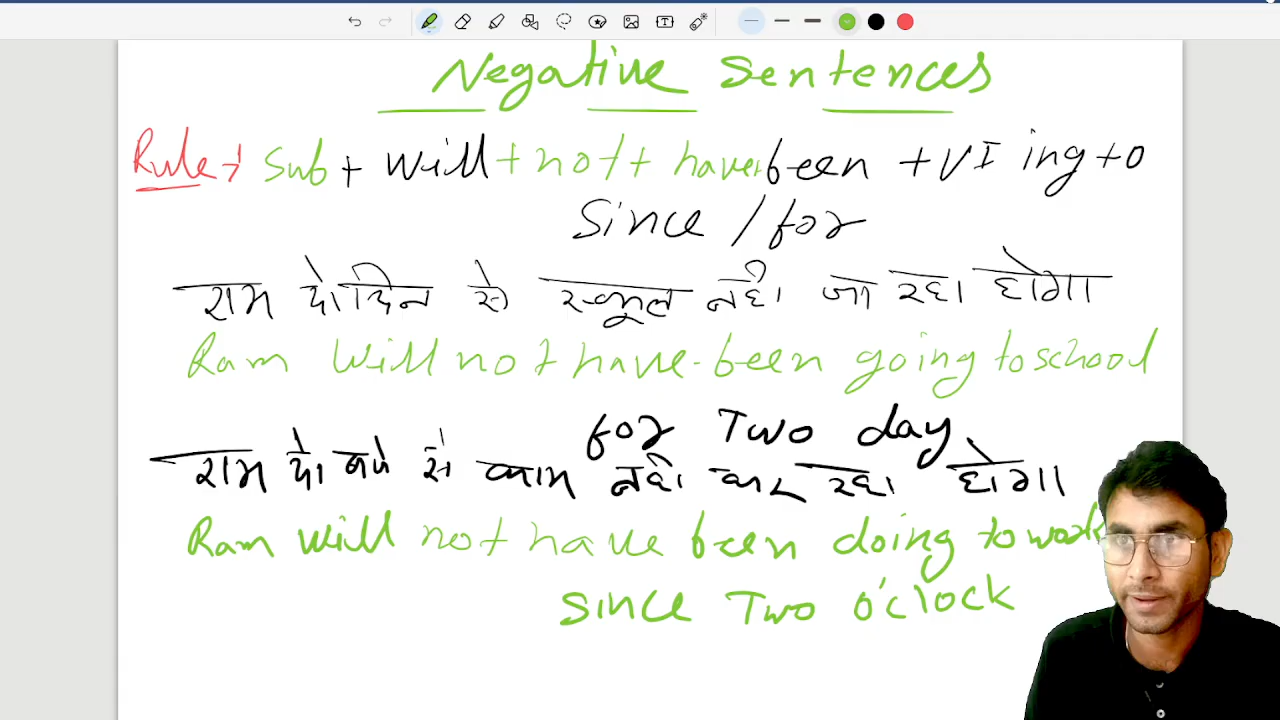 Negative Sentences
Rule → Sub + will + not + have + been + VI ing + O
Since / for
राम दो दिन से स्कूल नही जा रहा होगा
Ram will not have been going to school
for Two day
राम दो बजे से काम नही कर रहा होगा
Ram will not have been doing to work
since Two o'clock